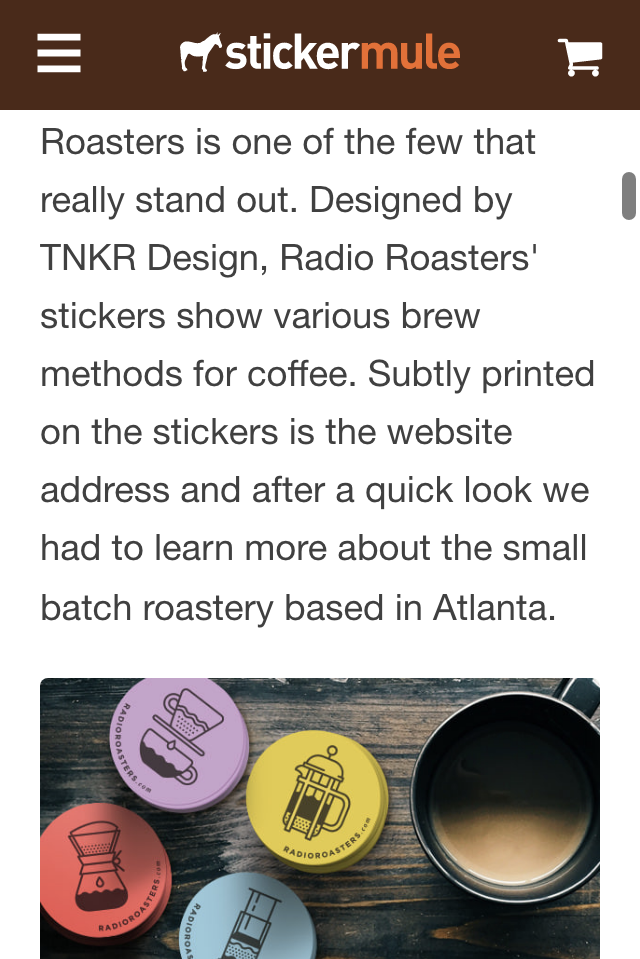 stickermule
Roasters is one of the few that
really stand out. Designed by
TNKR Design, Radio Roasters'
stickers show various brew
methods for coffee. Subtly printed
on the stickers is the website
address and after a quick look we
had to learn more about the small
batch roastery based in Atlanta.
RADIOROASTERS.com
RADIOROASTERS.com
RADIOROASTERS.com
RADIOROAS